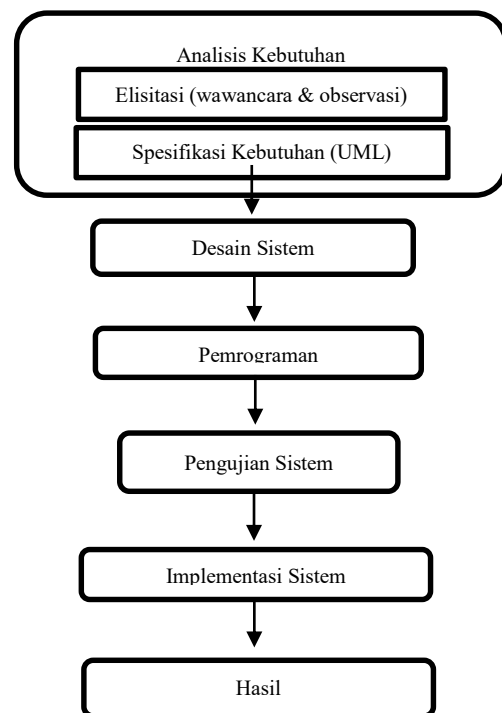 Analisis Kebutuhan
Elisitasi (wawancara & observasi)
Spesifikasi Kebutuhan (UML)
Desain Sistem
Pemrograman
Pengujian Sistem
Implementasi Sistem
Hasil